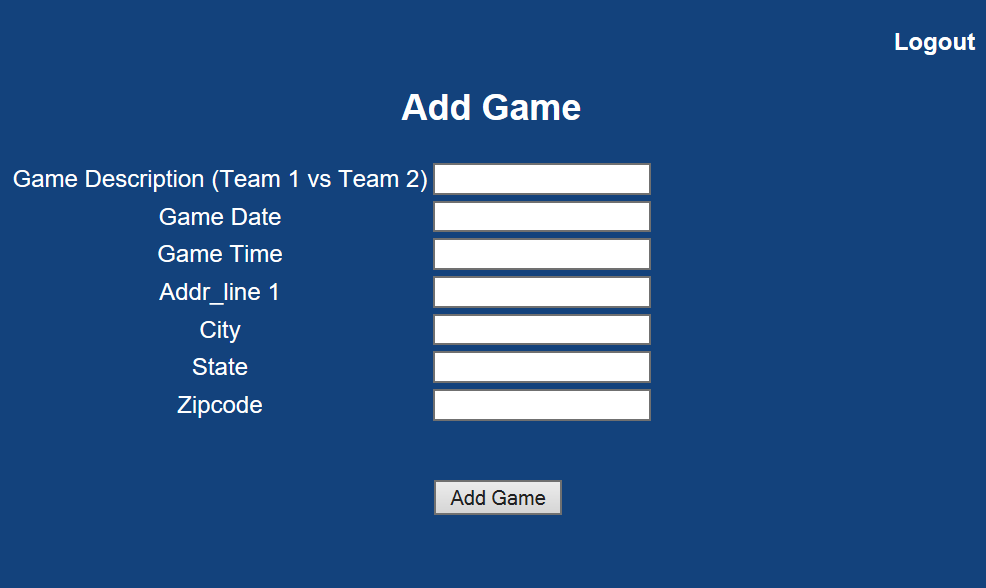 Logout
Add Game
Game Description (Team 1 vs Team 2)
Game Date
Game Time
Addr_line 1
City
State
Zipcode
Add Game